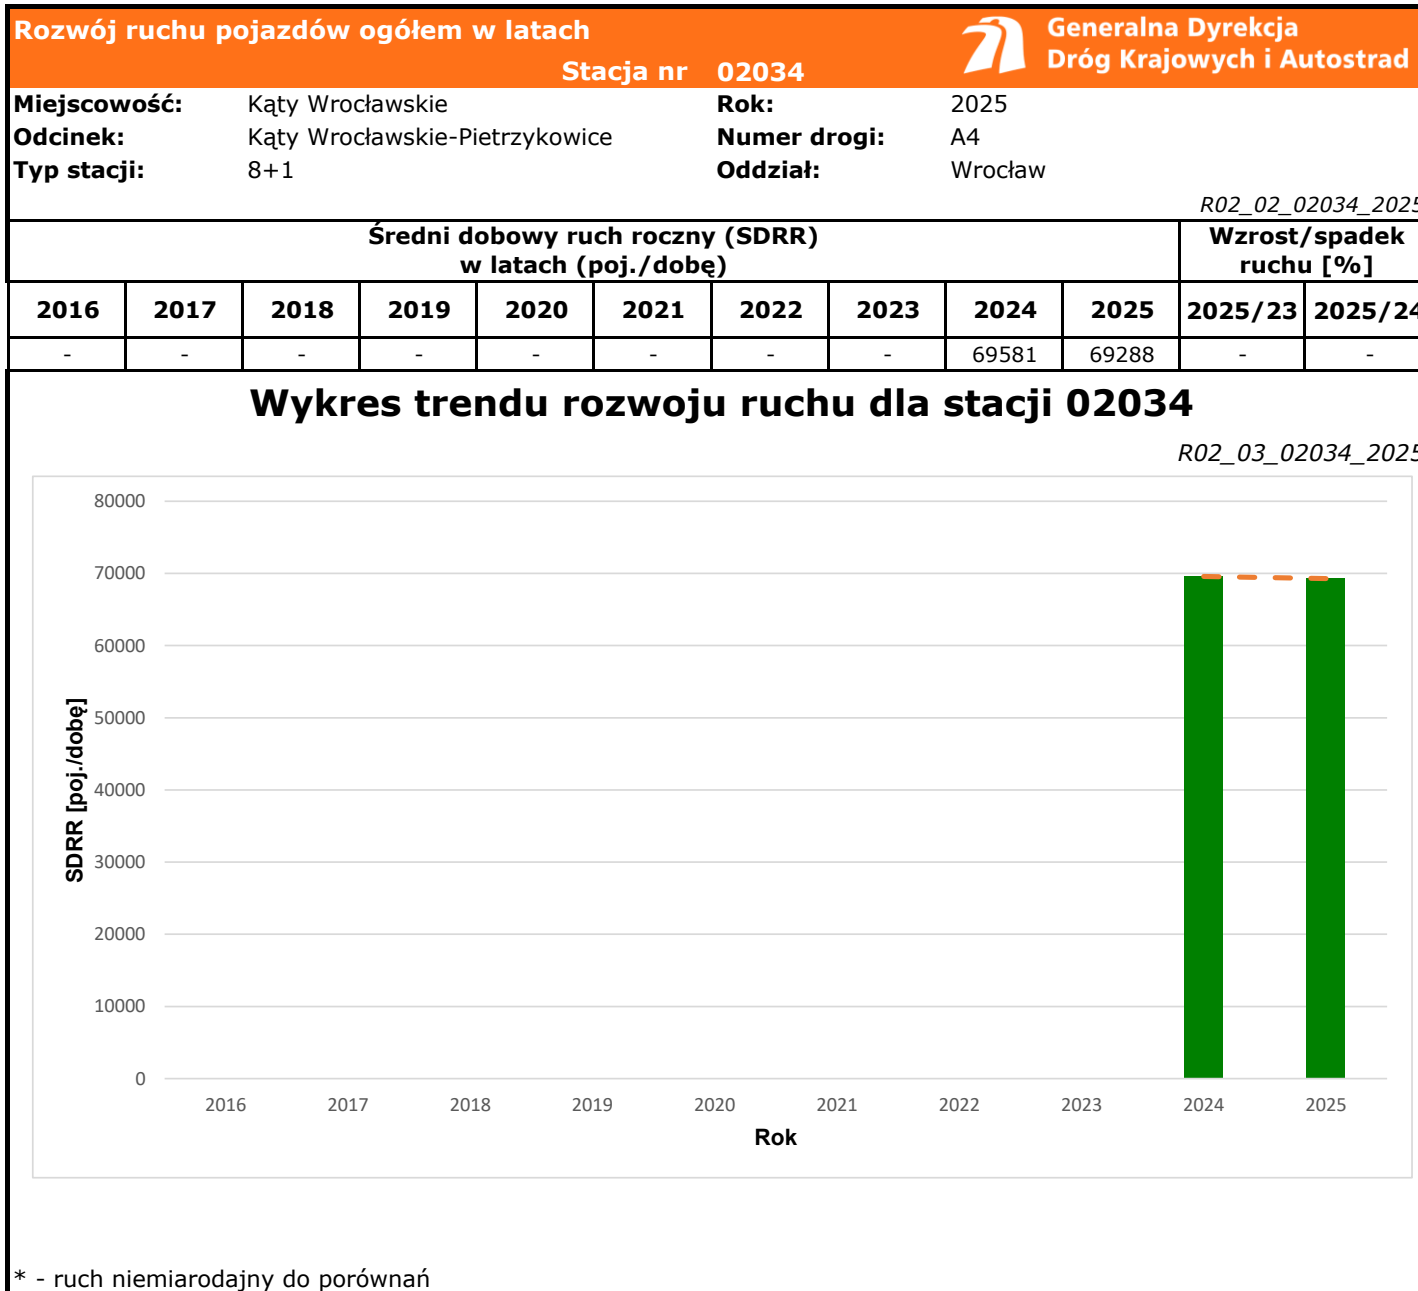 Rozwój ruchu pojazdów ogółem w latach
Generalna Dyrekcja
Dróg Krajowych i Autostrad
Stacja nr 02034
Miejscowość: Kąty Wrocławskie Rok: 2025
Odcinek: Kąty Wrocławskie-Pietrzykowice Numer drogi: A4
Typ stacji: 8+1 Oddział: Wrocław
R02_02_02034_2025
Średni dobowy ruch roczny (SDRR)
w latach (poj./dobę)
Wzrost/spadek
ruchu [%]
2016 2017 2018 2019 2020 2021 2022 2023 2024 2025 2025/23 2025/24
- - - - - - - - 69581 69288 - -
Wykres trendu rozwoju ruchu dla stacji 02034
R02_03_02034_2025
80000
70000
60000
50000
40000
30000
20000
10000
0
SDRR [poj./dobę]
2016 2017 2018 2019 2020 2021 2022 2023 2024 2025
Rok
* - ruch niemiarodajny do porównań